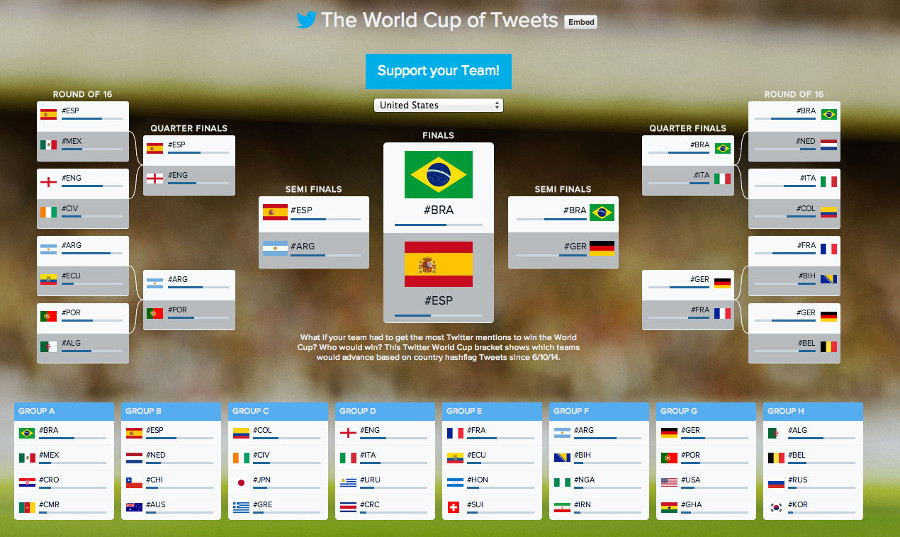 The World Cup of Tweets Embed
Support your Team!
United States
ROUND OF 16
#ESP
#MEX
#ENG
#CIV
#ARG
#ECU
#POR
#ALG
QUARTER FINALS
#ESP
#ENG
#ARG
#POR
SEMI FINALS
#ESP
#ARG
FINALS
#BRA
#ESP
SEMI FINALS
#BRA
#GER
QUARTER FINALS
#BRA
#ITA
#GER
#FRA
ROUND OF 16
#BRA
#NED
#ITA
#COL
#FRA
#BIH
#GER
#BEL
What if your team had to get the most Twitter mentions to win the World
Cup? Who would win? This Twitter World Cup bracket shows which teams
would advance based on country hashflag Tweets since 6/10/14.
GROUP A
#BRA
#MEX
#CRO
#CMR
GROUP B
#ESP
#NED
#CHI
#AUS
GROUP C
#COL
#CIV
#JPN
#GRE
GROUP D
#ENG
#ITA
#URU
#CRC
GROUP E
#FRA
#ECU
#HON
#SUI
GROUP F
#ARG
#BIH
#NGA
#IRN
GROUP G
#GER
#POR
#USA
#GHA
GROUP H
#ALG
#BEL
#RUS
#KOR